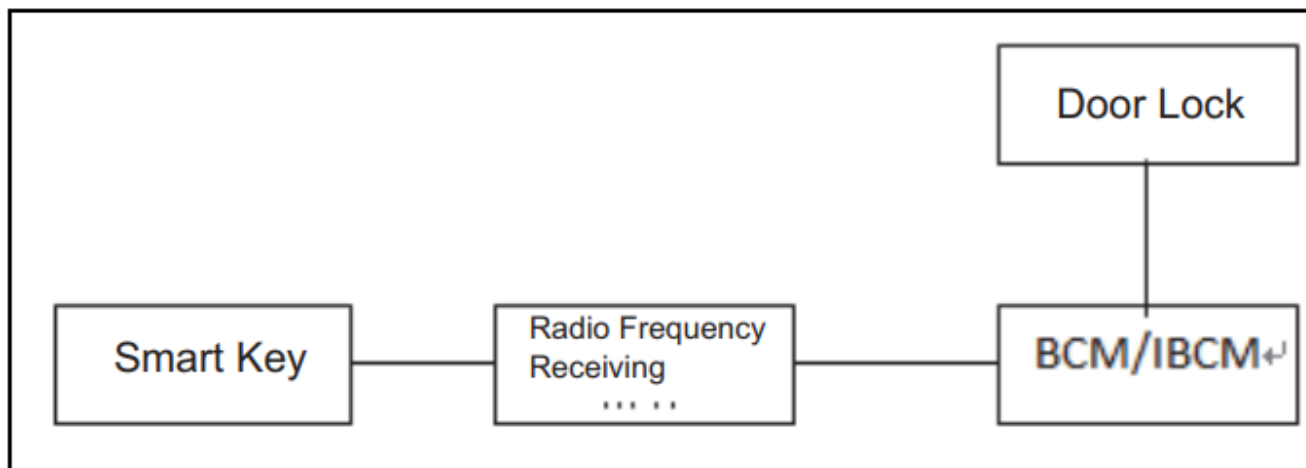 Door Lock
Smart Key
Radio Frequency
Receiving
BCM/IBCM↵